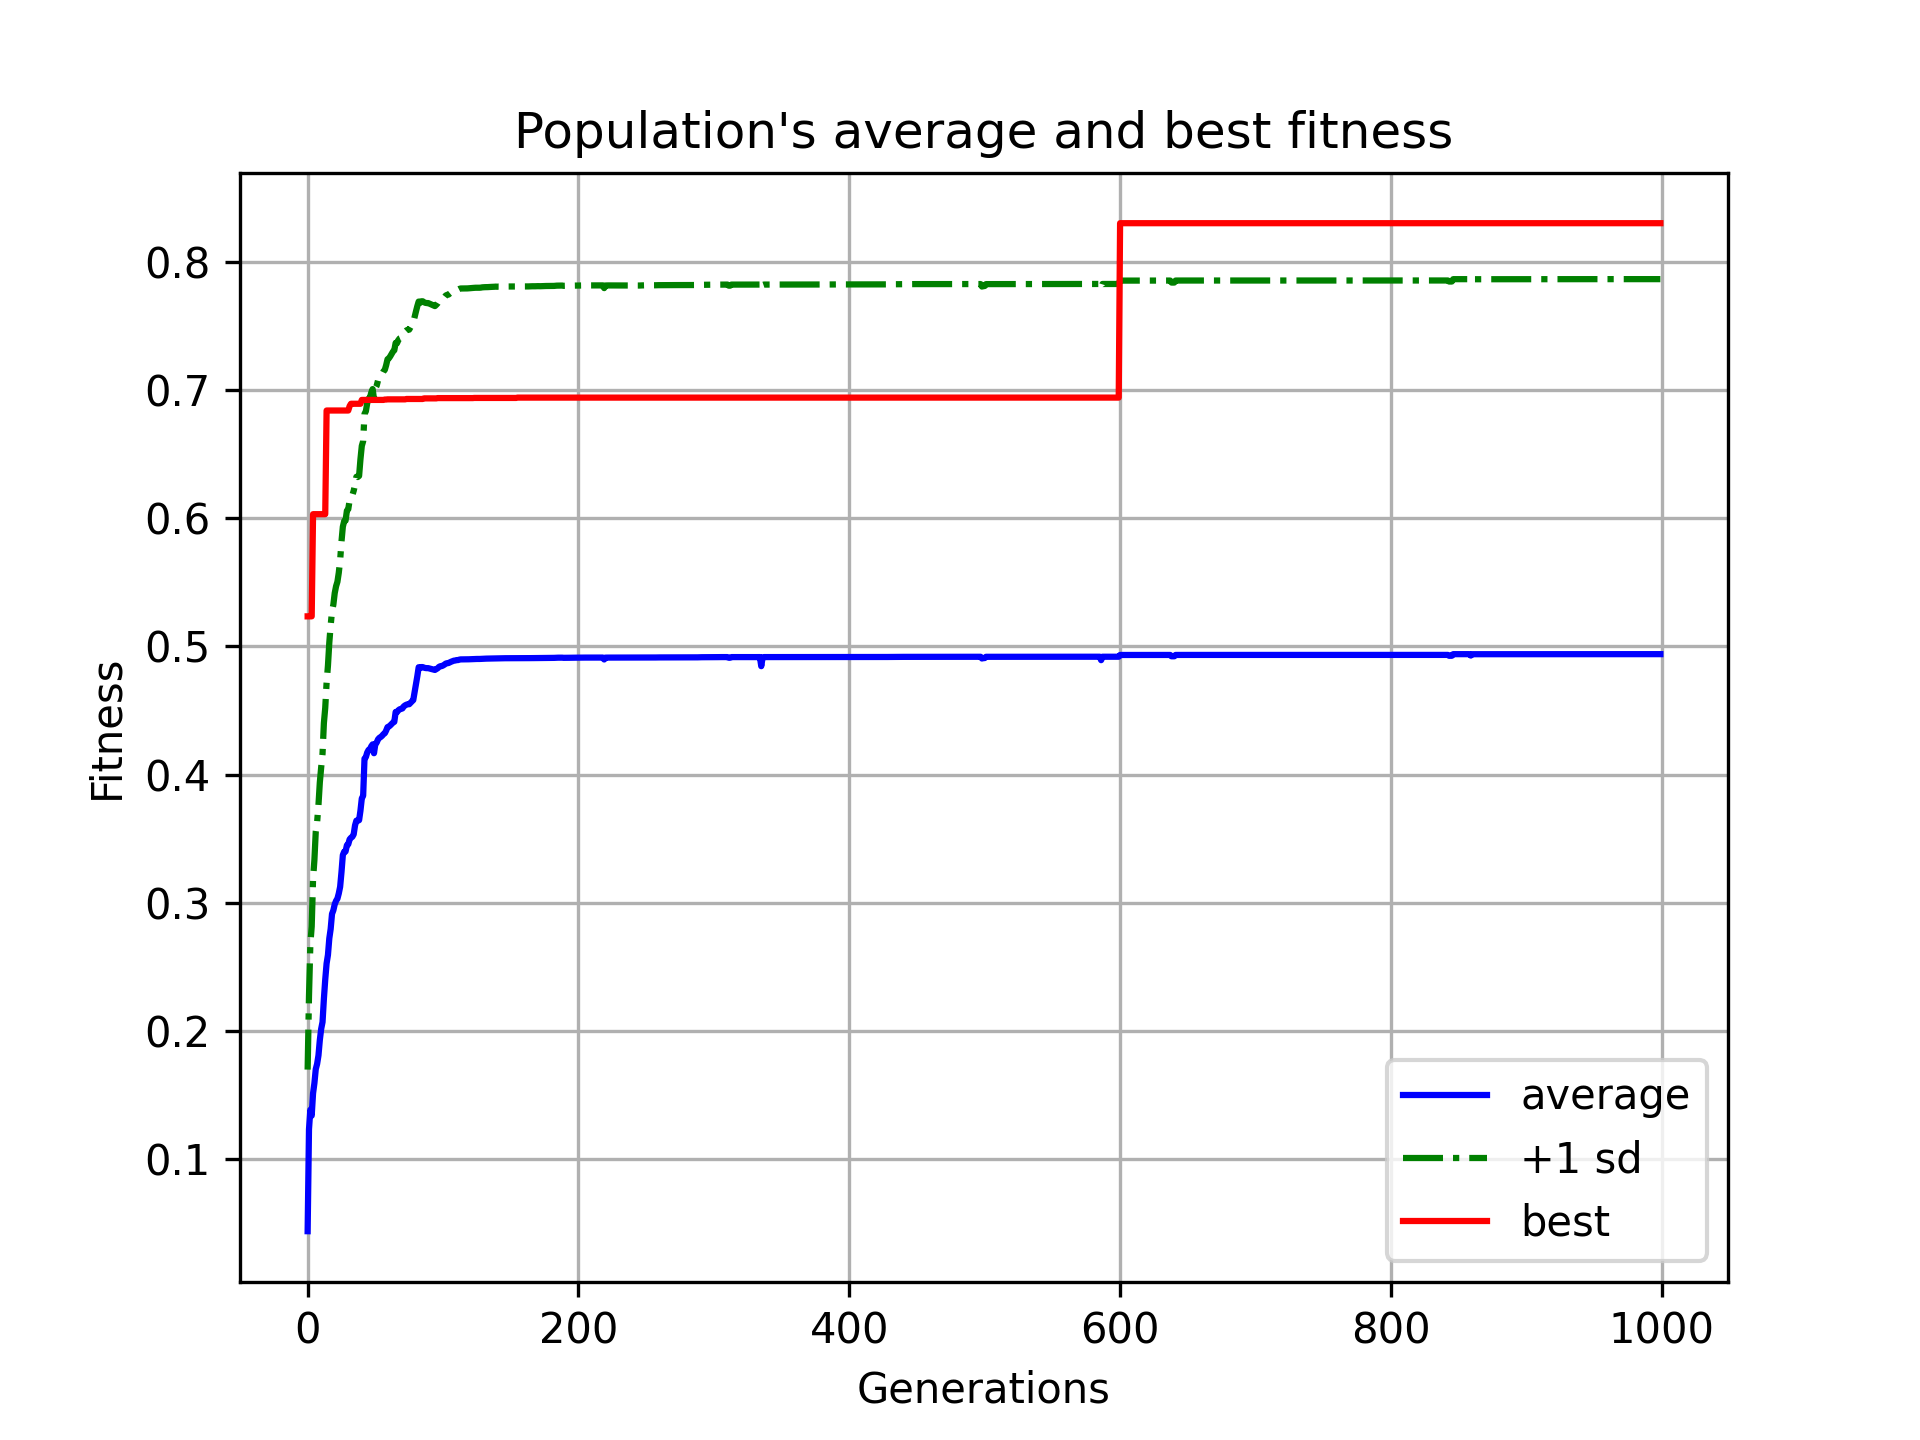 Population's average and best fitness
0.8
0.7
0.6
0.5
0.4
0.3
0.2
0.1
Fitness
average
+1 sd
best
0 200 400 600 800 1000
Generations